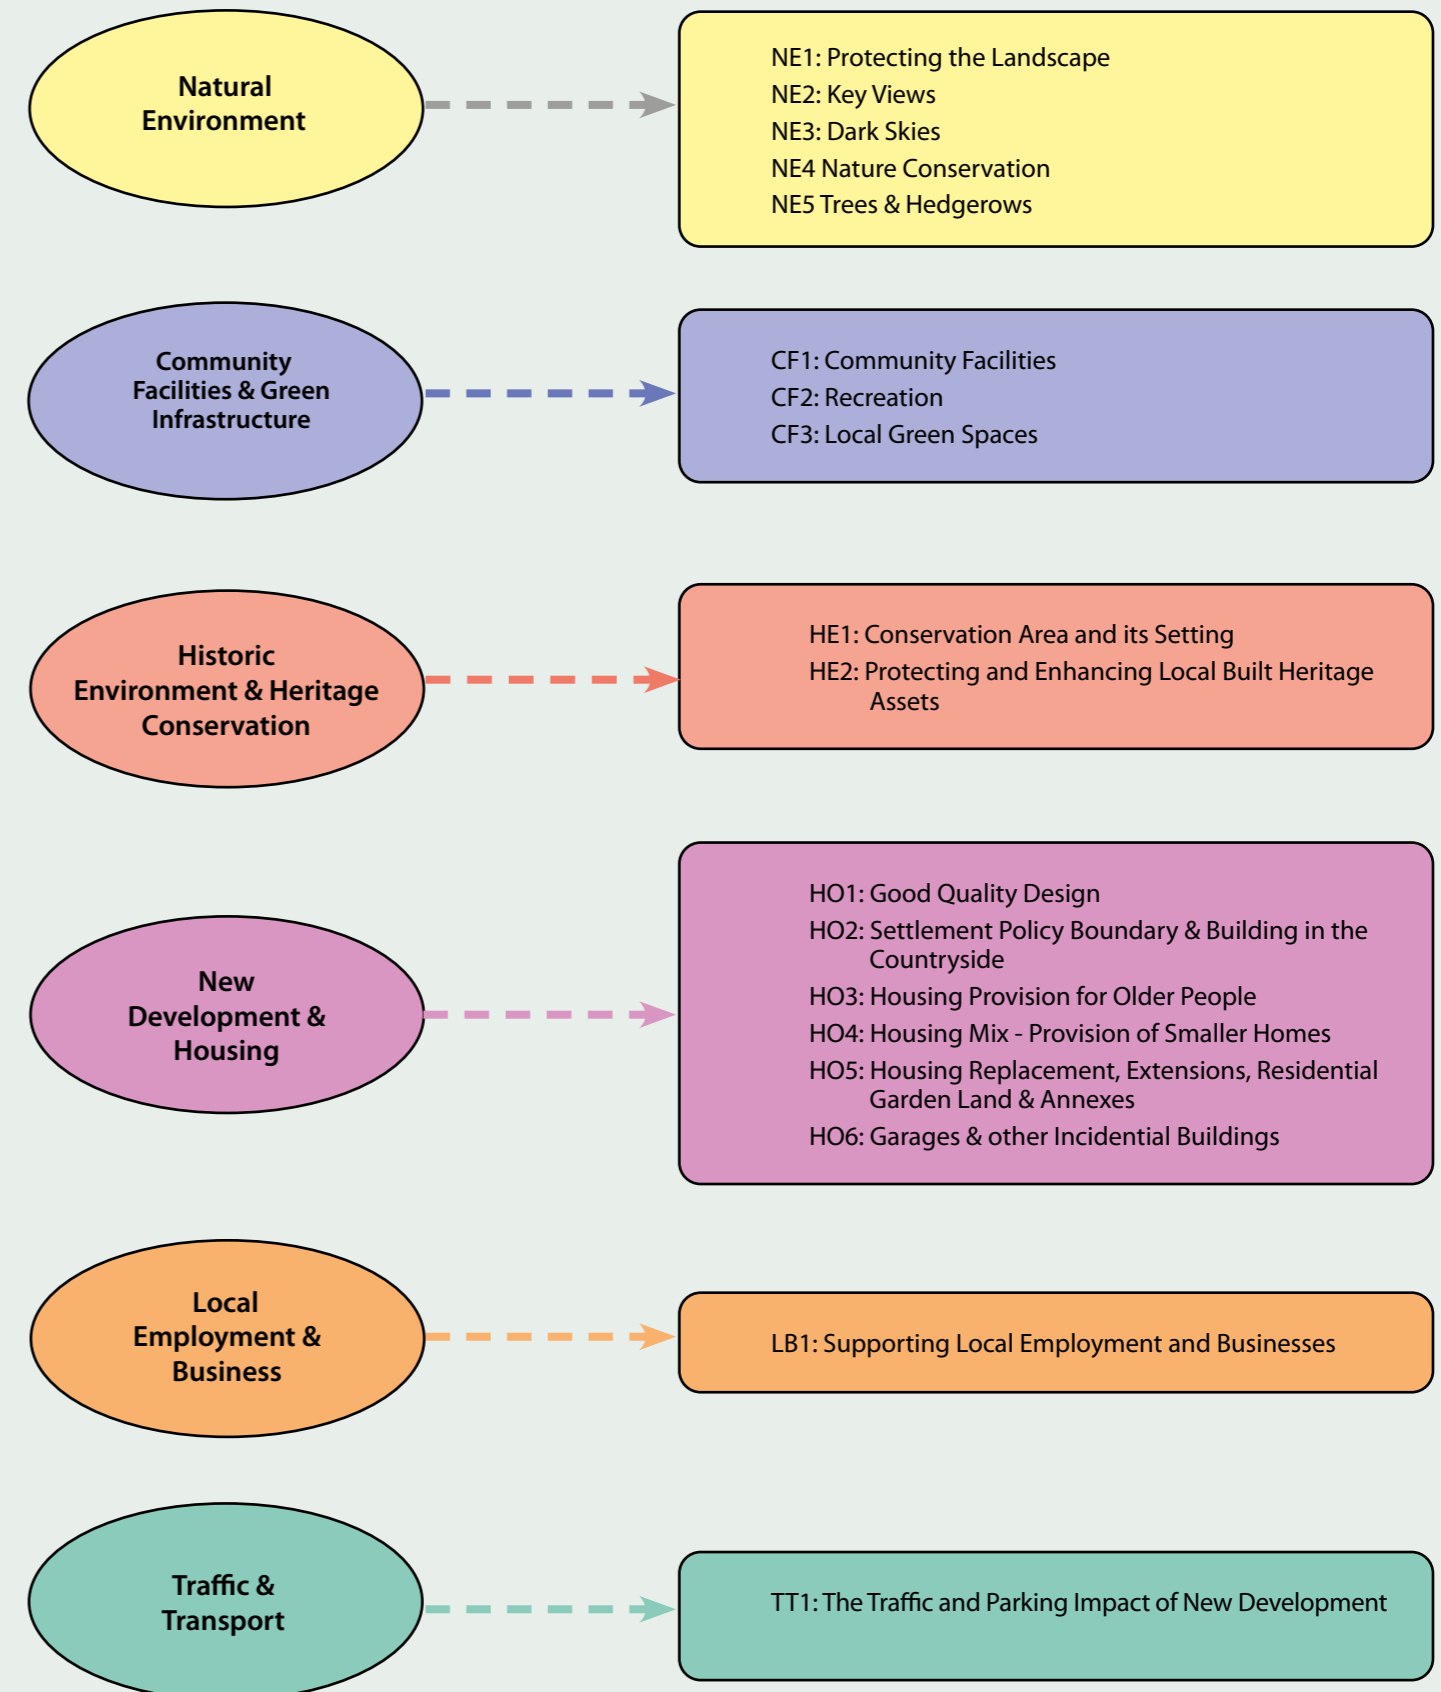 Natural
Environment
NE1: Protecting the Landscape
NE2: Key Views
NE3: Dark Skies
NE4 Nature Conservation
NE5 Trees & Hedgerows
Community
Facilities & Green
Infrastructure
CF1: Community Facilities
CF2: Recreation
CF3: Local Green Spaces
Historic
Environment & Heritage
Conservation
HE1: Conservation Area and its Setting
HE2: Protecting and Enhancing Local Built Heritage
Assets
New
Development &
Housing
HO1: Good Quality Design
HO2: Settlement Policy Boundary & Building in the
Countryside
HO3: Housing Provision for Older People
HO4: Housing Mix - Provision of Smaller Homes
HO5: Housing Replacement, Extensions, Residential
Garden Land & Annexes
HO6: Garages & other Incidential Buildings
Local
Employment &
Business
LB1: Supporting Local Employment and Businesses
Traffic &
Transport
TT1: The Traffic and Parking Impact of New Development